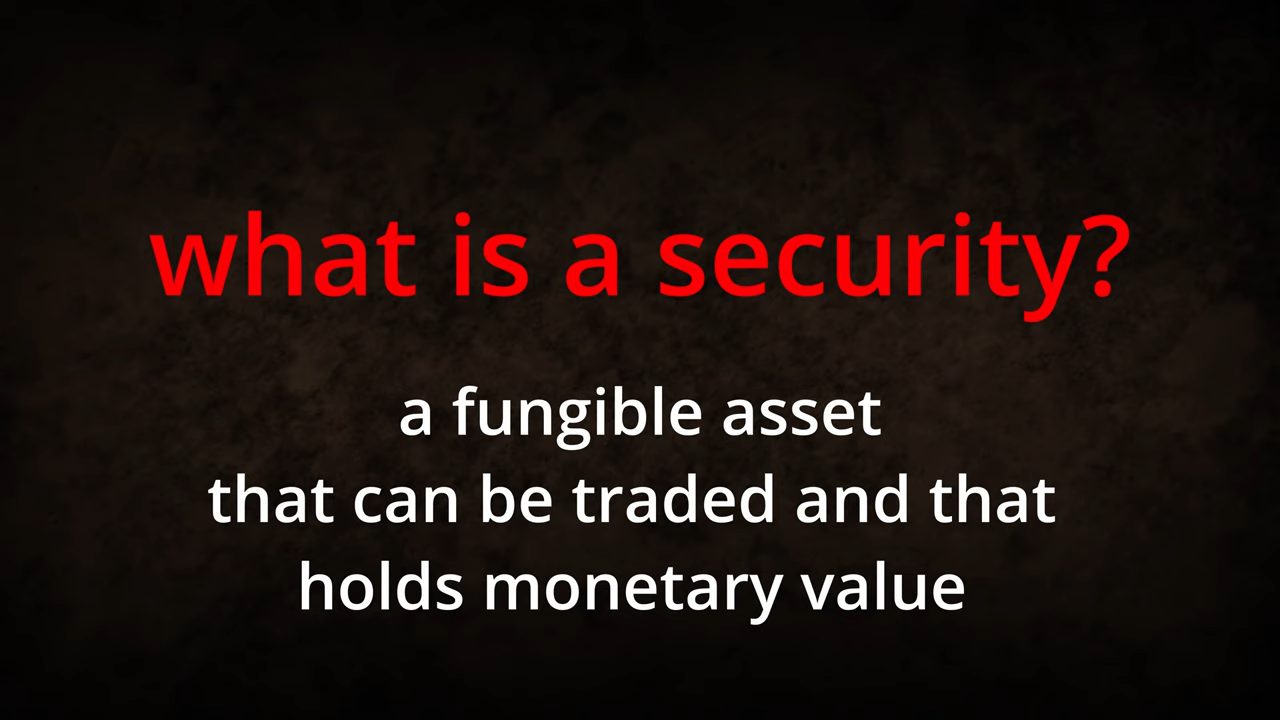 what is a security?
a fungible asset
that can be traded and that
holds monetary value